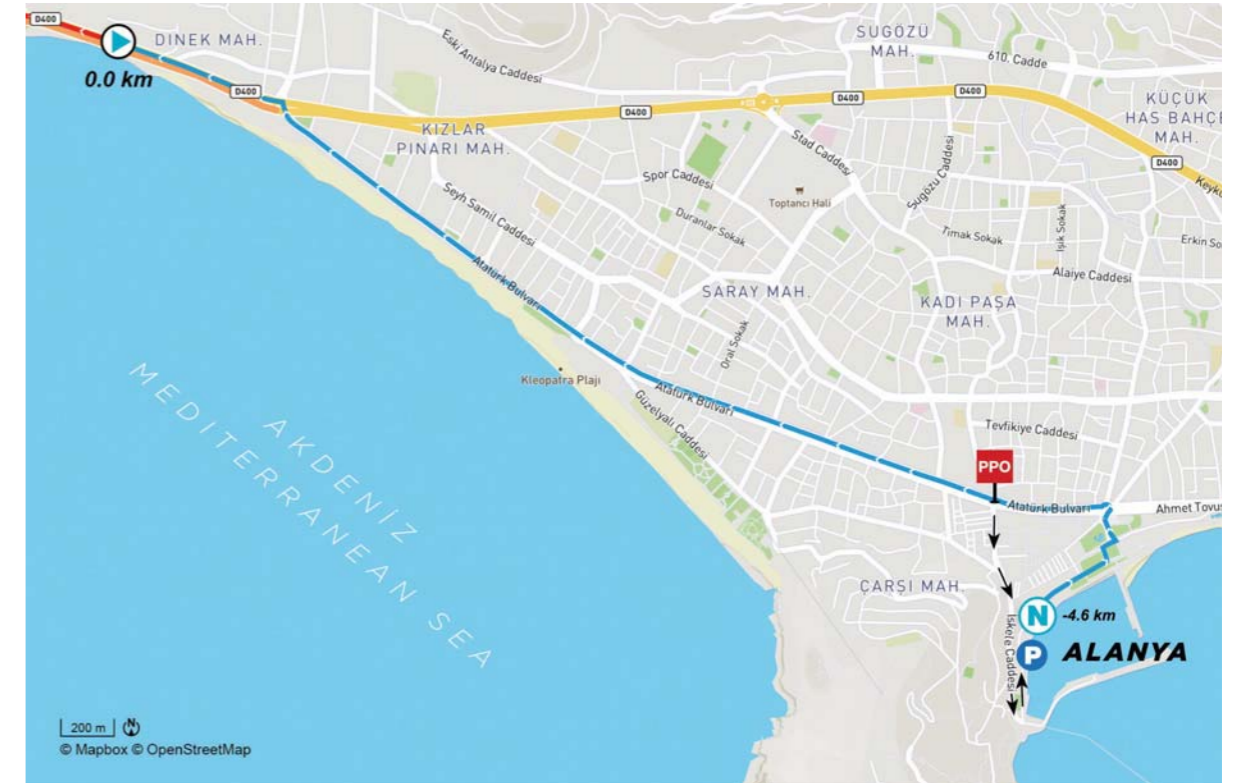 D400
DINEK MAH.
0.0 km
Eski Antalya Caddesi
SUGÖZÜ
MAH.
610. Cadde
D400
D400
D400
D400
KÜÇÜK
HAS BAHÇE
MAH.
D400
KIZLAR
PINARI MAH.
Stad Caddesi
Spor Caddesi
Sugözü Caddesi
Toptancı Hali
Şeyh Şamil Caddesi
Duranlar Sokak
Tımak Sokak
Işık Sokak
Erkin So
Alaiye Caddesi
Atatürk Bulvarı
SARAY MAH.
KADI PAŞA
MAH.
Oral Sokak
Kleopatra Plajı
Atatürk Bulvarı
Güzelyalı Caddesi
Tevfikiye Caddesi
AKDENİZ
MEDITERRANEAN SEA
PPO
Atatürk Bulvarı
Ahmet Tovus
ÇARŞI MAH.
İskele Caddesi
N
-4.6 km
P
ALANYA
200 m
N
© Mapbox © OpenStreetMap